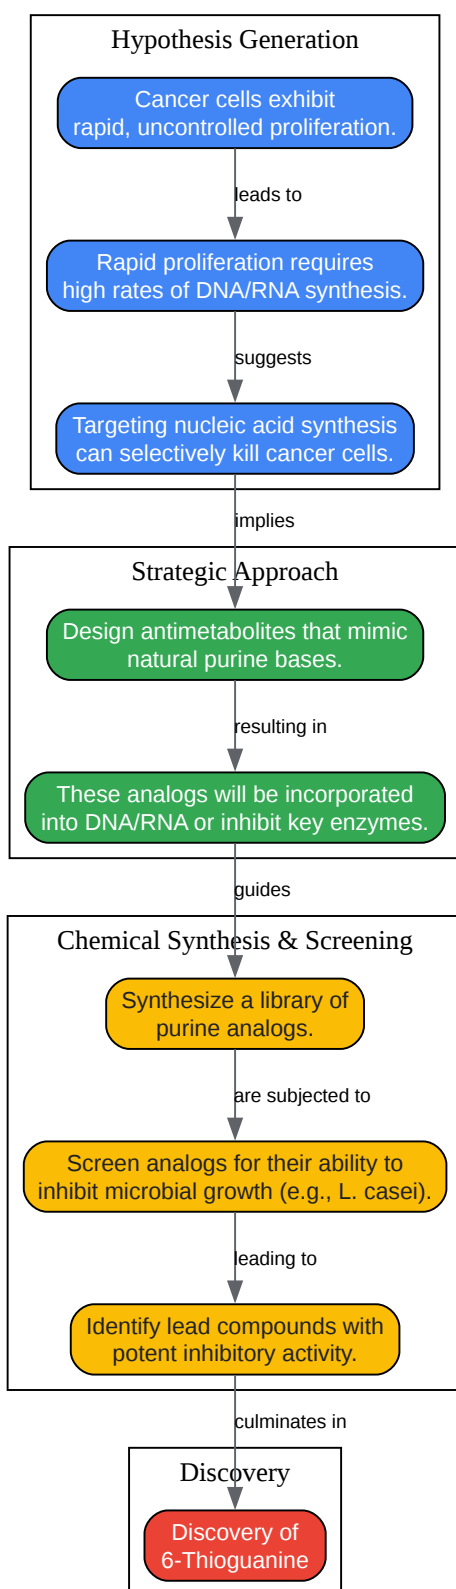 Hypothesis Generation
Cancer cells exhibit
rapid, uncontrolled proliferation.
leads to
Rapid proliferation requires
high rates of DNA/RNA synthesis.
suggests
Targeting nucleic acid synthesis
can selectively kill cancer cells.
implies
Strategic Approach
Design antimetabolites that mimic
natural purine bases.
resulting in
These analogs will be incorporated
into DNA/RNA or inhibit key enzymes.
guides
Chemical Synthesis & Screening
Synthesize a library of
purine analogs.
are subjected to
Screen analogs for their ability to
inhibit microbial growth (e.g., L. casei).
leading to
Identify lead compounds with
potent inhibitory activity.
culminates in
Discovery
Discovery of
6-Thioguanine